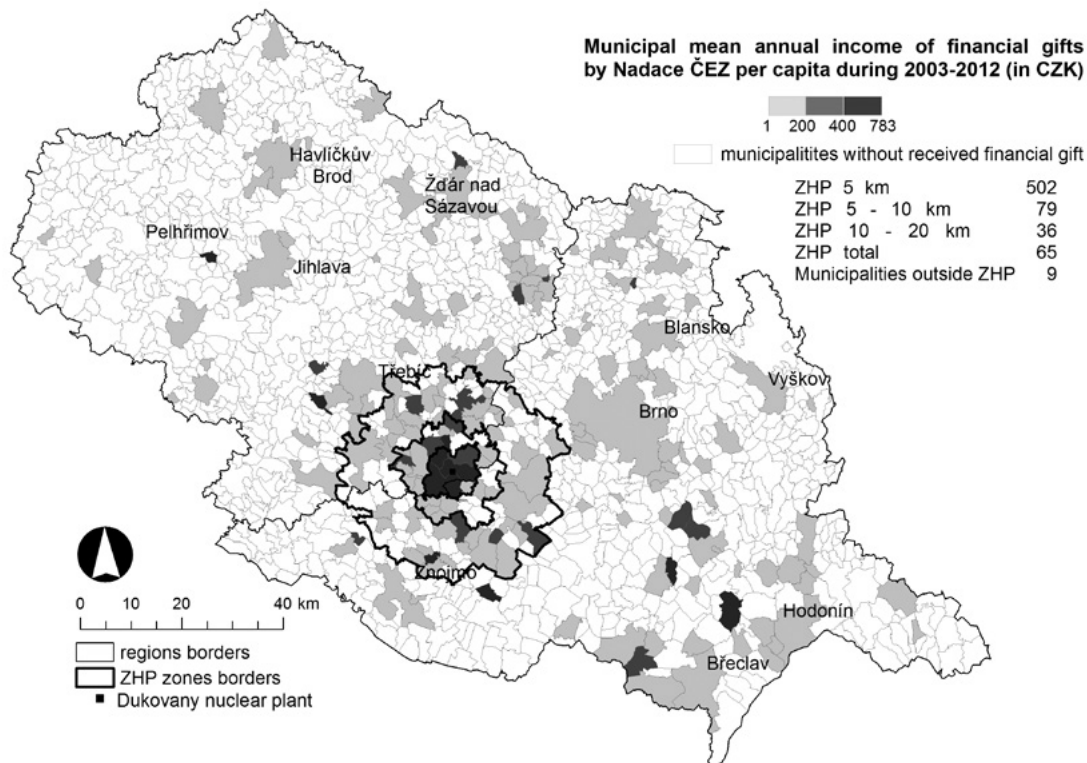 Municipal mean annual income of financial gifts
by Nadace ČEZ per capita during 2003-2012 (in CZK)
1 200 400 783
municipalitites without received financial gift
ZHP 5 km 502
ZHP 5 - 10 km 79
ZHP 10 - 20 km 36
ZHP total 65
Municipalities outside ZHP 9
Havlíčkův
Brod
Žďár nad
Sázavou
Pelhřimov
Jihlava
Blansko
Třebíč
Vyškov
Brno
Znojmo
Hodonín
Břeclav
0 10 20 40 km
regions borders
ZHP zones borders
Dukovany nuclear plant